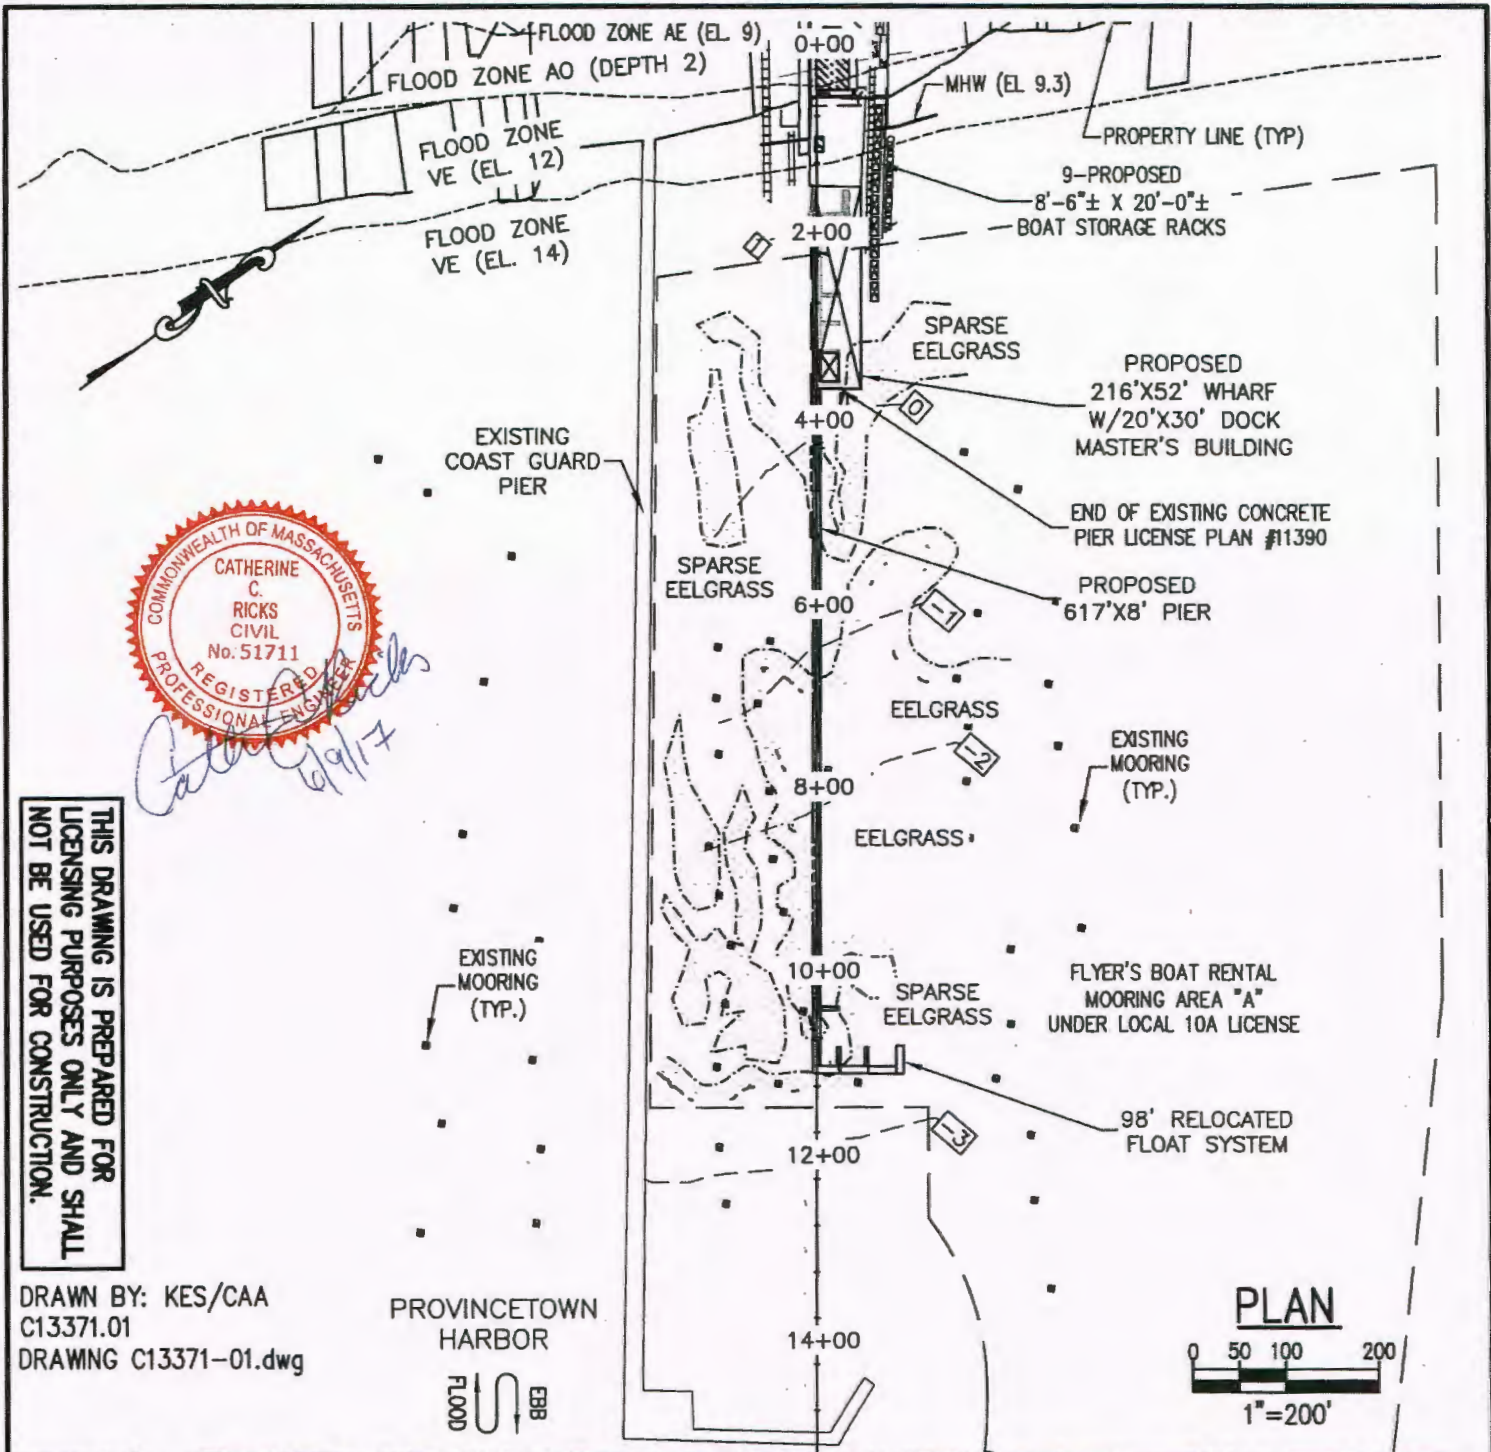 FLOOD ZONE AE (EL 9)
FLOOD ZONE AO (DEPTH 2)
0+00
MHW (EL 9.3)
PROPERTY LINE (TYP)
FLOOD ZONE
VE (EL. 12)
FLOOD ZONE
VE (EL. 14)
N
9-PROPOSED
8'-6"± X 20'-0"±
BOAT STORAGE RACKS
1
2+00
SPARSE
EELGRASS
PROPOSED
216'X52' WHARF
W/20'X30' DOCK
MASTER'S BUILDING
0
4+00
EXISTING
COAST GUARD
PIER
END OF EXISTING CONCRETE
PIER LICENSE PLAN #11390
COMMONWEALTH OF MASSACHUSETTS
CATHERINE
C.
RICKS
CIVIL
No. 51711
REGISTERED
PROFESSIONAL ENGINEER
Catherine C. Ricks
6/9/17
SPARSE
EELGRASS
PROPOSED
617'X8' PIER
6+00
-1
EELGRASS
-2
EXISTING
MOORING
(TYP.)
8+00
EELGRASS
THIS DRAWING IS PREPARED FOR
LICENSING PURPOSES ONLY AND SHALL
NOT BE USED FOR CONSTRUCTION.
EXISTING
MOORING
(TYP.)
10+00
SPARSE
EELGRASS
FLYER'S BOAT RENTAL
MOORING AREA "A"
UNDER LOCAL 10A LICENSE
98' RELOCATED
FLOAT SYSTEM
-3
12+00
DRAWN BY: KES/CAA
C13371.01
DRAWING C13371-01.dwg
PROVINCETOWN
HARBOR
FLOOD
EBB
14+00
PLAN
0 50 100 200
1"=200'